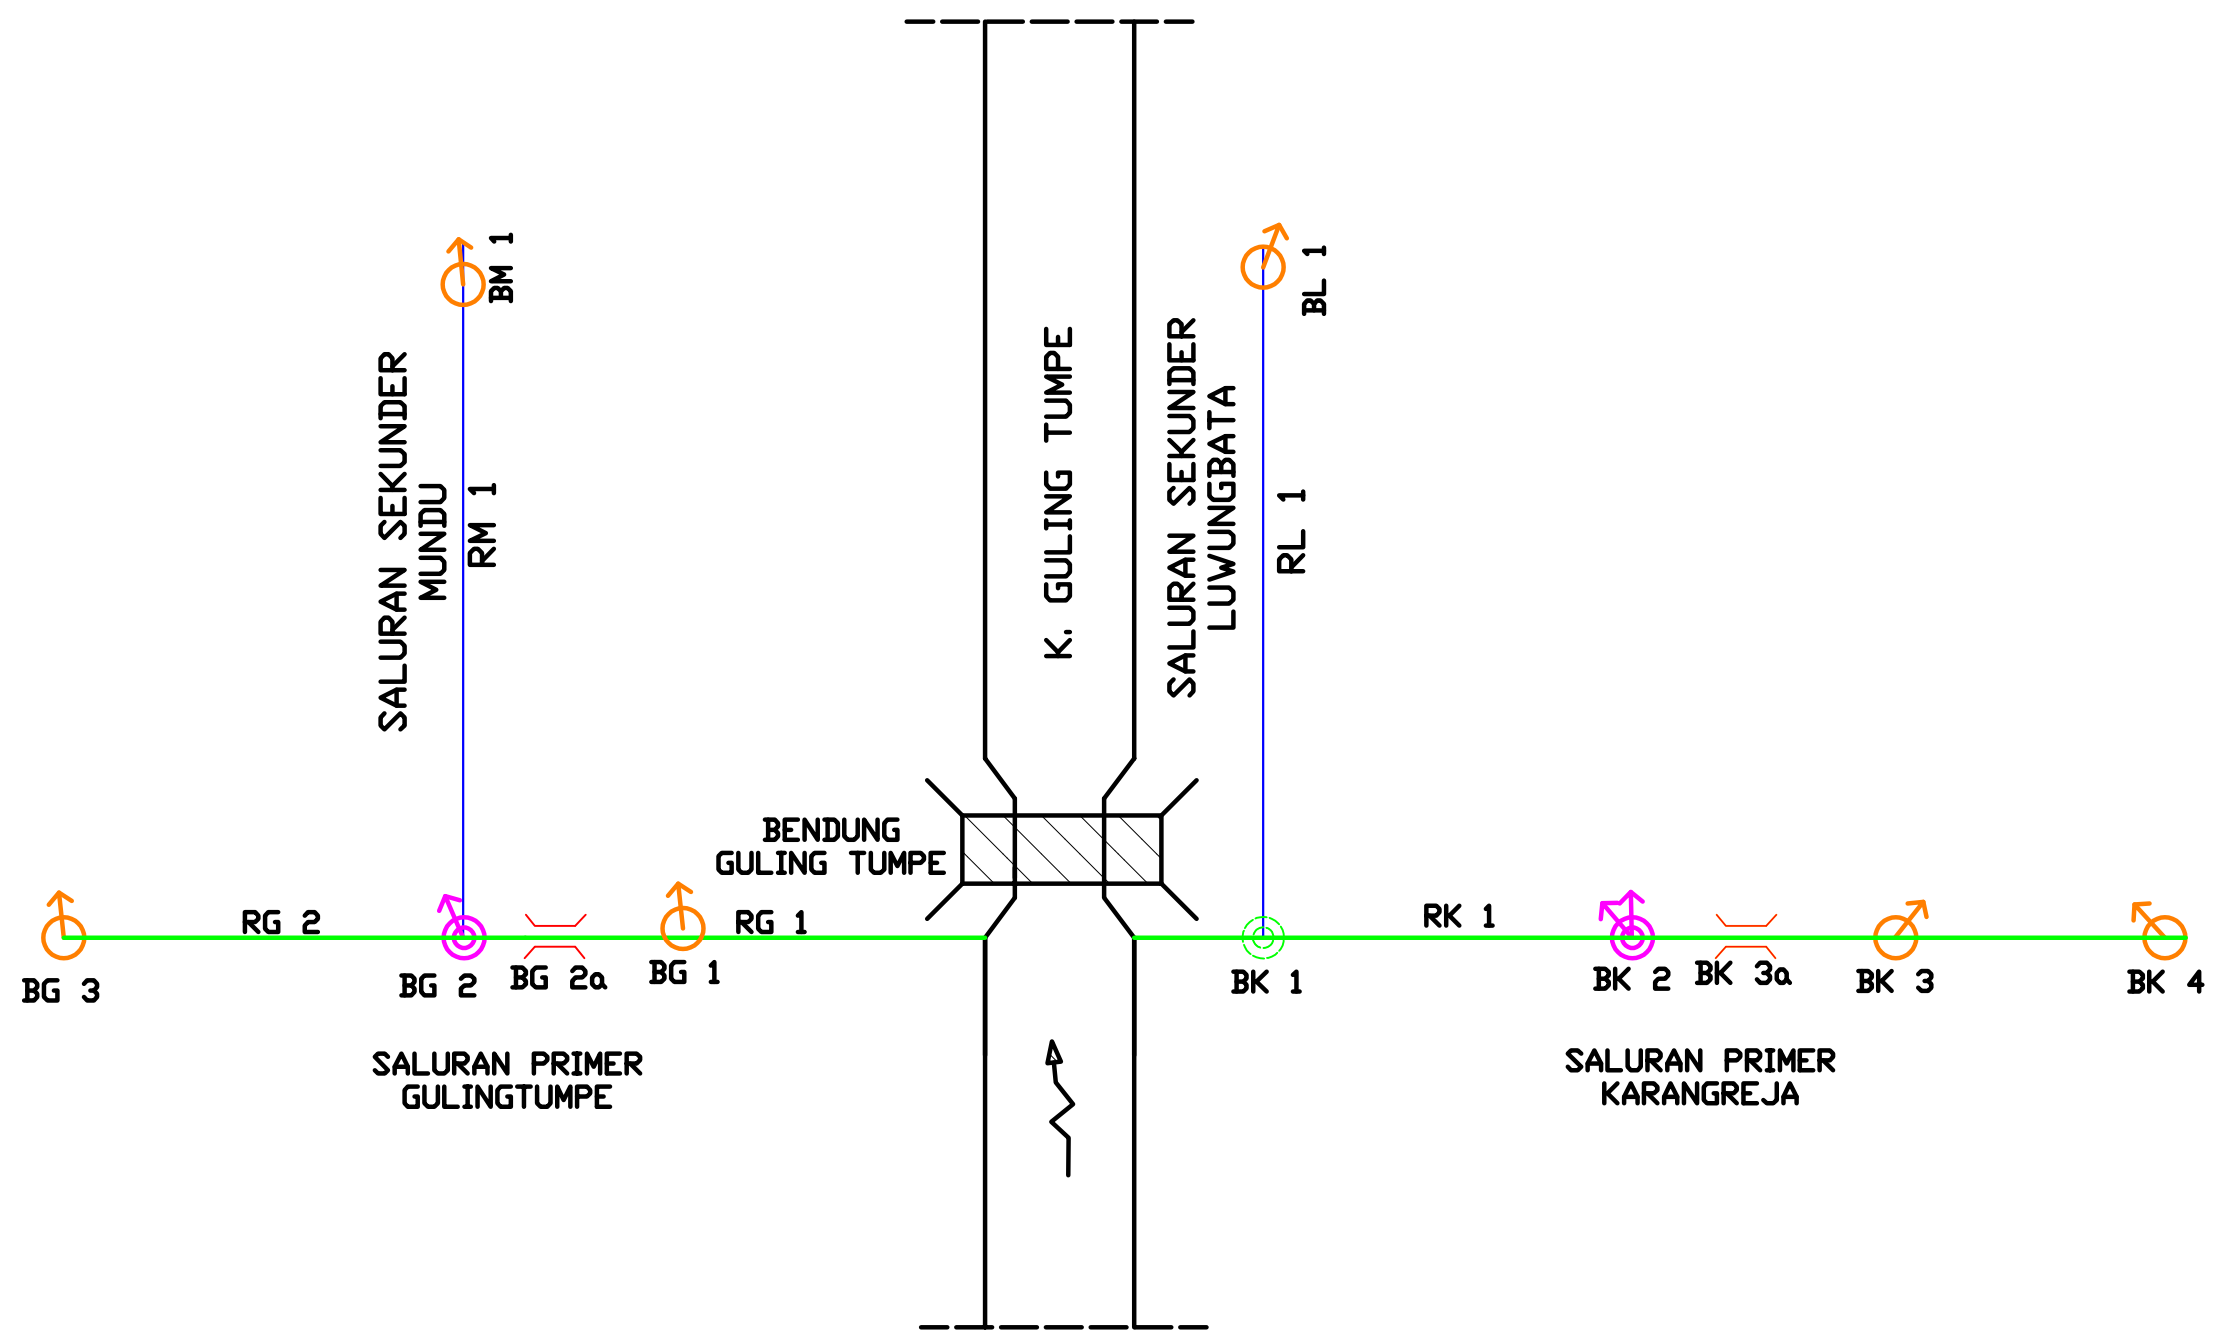 BM 1
BL 1
SALURAN SEKUNDER
MUNDU
RM 1
K. GULING TUMPE
SALURAN SEKUNDER
LUWUNGBATA
RL 1
BENDUNG
GULING TUMPE
RG 2
RG 1
RK 1
BG 3
BG 2
BG 2a
BG 1
BK 1
BK 2
BK 3a
BK 3
BK 4
SALURAN PRIMER
GULINGTUMPE
SALURAN PRIMER
KARANGREJA